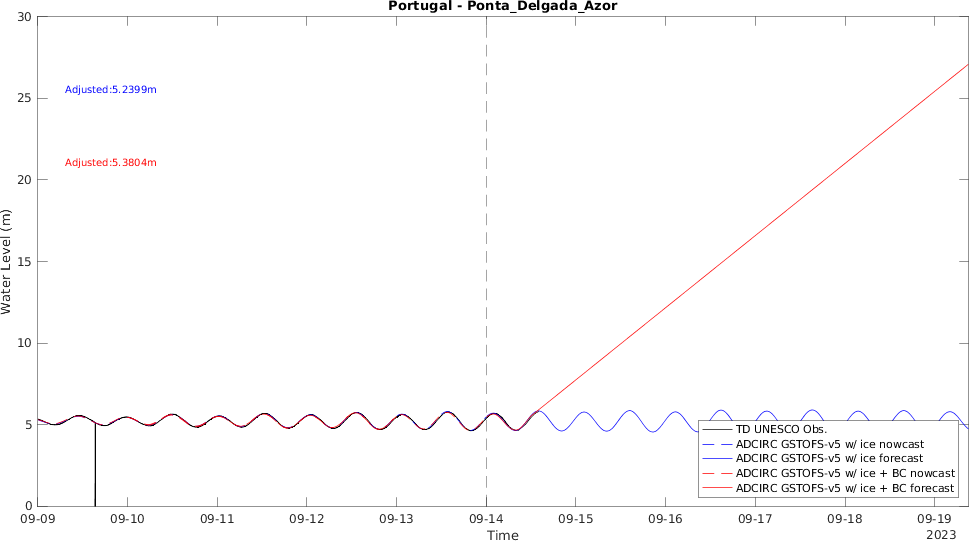 Portugal - Ponta_Delgada_Azor
30
25
20
15
10
5
0
Water Level (m)
Adjusted:5.2399m
Adjusted:5.3804m
TD UNESCO Obs.
ADCIRC GSTOFS-v5 w/ ice nowcast
ADCIRC GSTOFS-v5 w/ ice forecast
ADCIRC GSTOFS-v5 w/ ice + BC nowcast
ADCIRC GSTOFS-v5 w/ ice + BC forecast
09-09 09-10 09-11 09-12 09-13 09-14 09-15 09-16 09-17 09-18 09-19
Time
2023